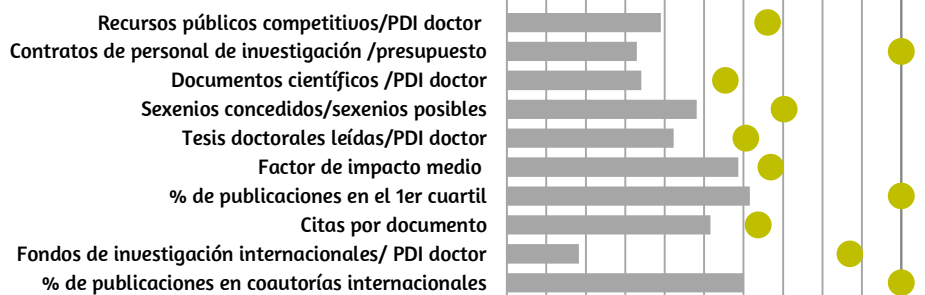 Recursos públicos competitivos/PDI doctor
Contratos de personal de investigación /presupuesto
Documentos científicos /PDI doctor
Sexenios concedidos/sexenios posibles
Tesis doctorales leídas/PDI doctor
Factor de impacto medio
% de publicaciones en el 1er cuartil
Citas por documento
Fondos de investigación internacionales/ PDI doctor
% de publicaciones en coautorías internacionales